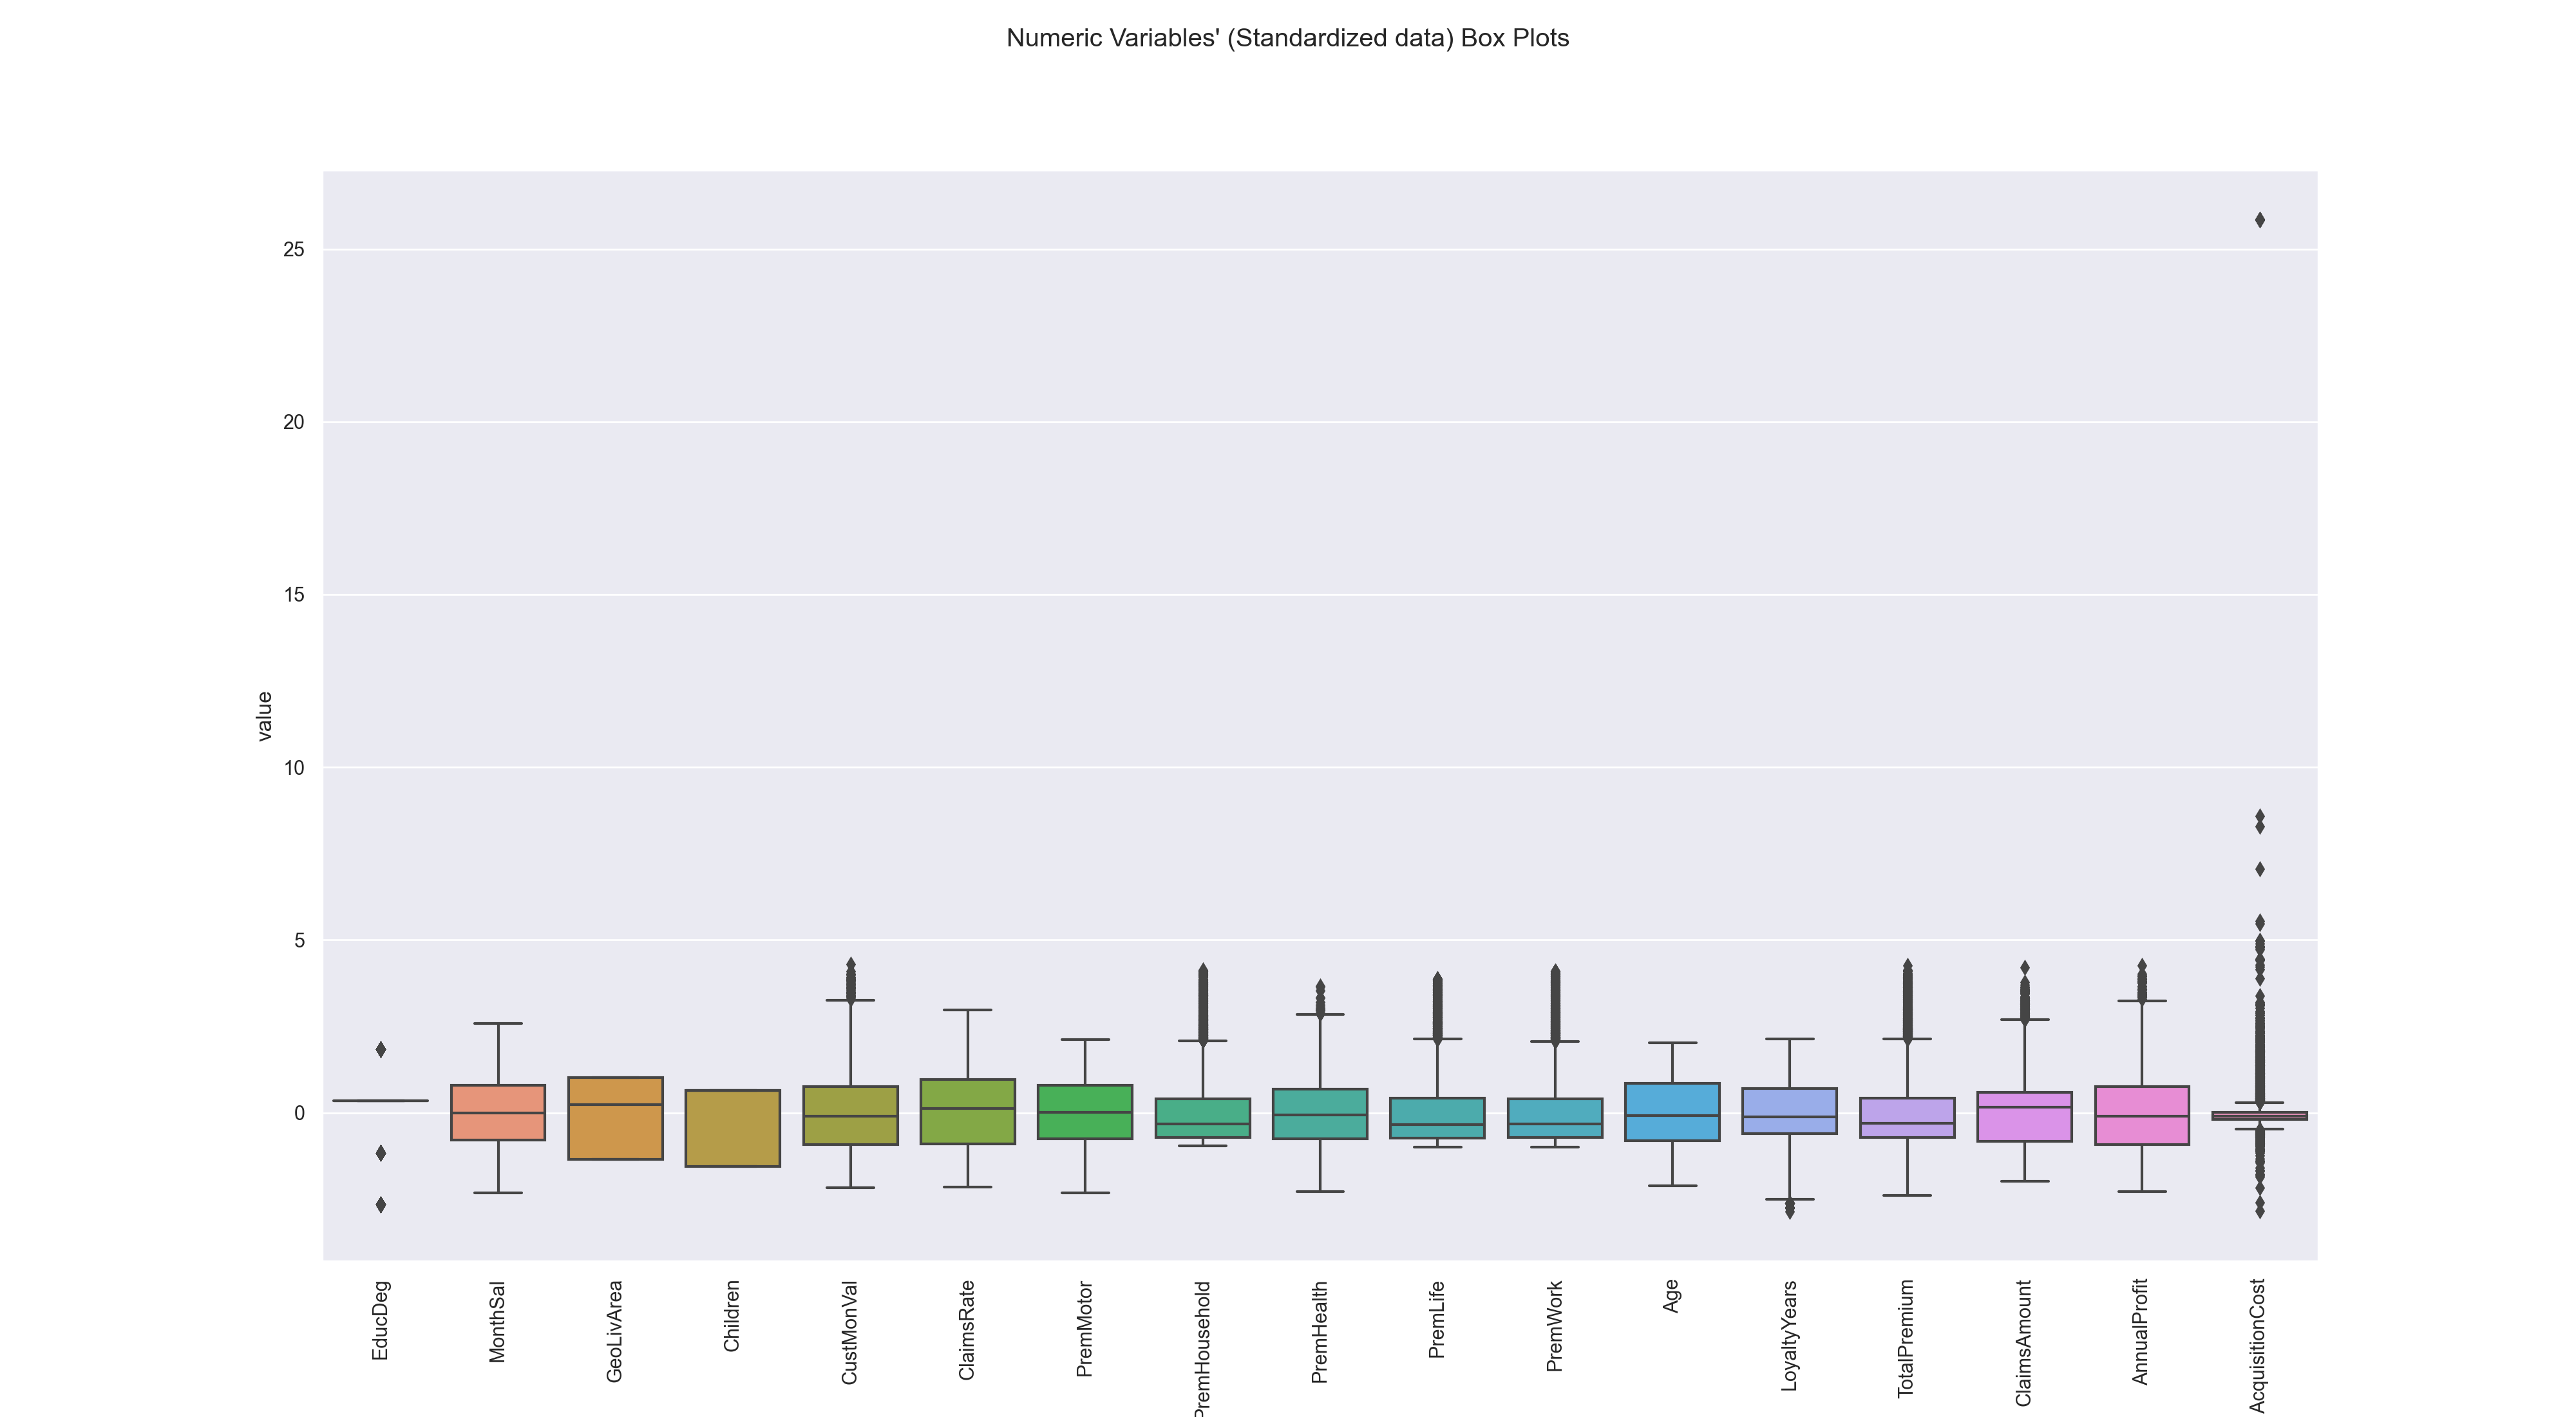 Numeric Variables' (Standardized data) Box Plots
25
20
15
10
5
0
value
EducDeg
MonthSal
GeoLivArea
Children
CustMonVal
ClaimsRate
PremMotor
PremHousehold
PremHealth
PremLife
PremWork
Age
LoyaltyYears
TotalPremium
ClaimsAmount
AnnualProfit
AcquisitionCost